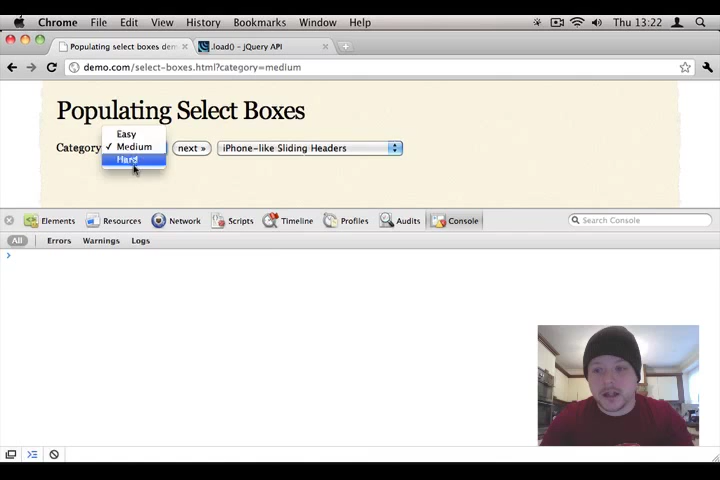 Chrome File Edit View History Bookmarks Window Help Thu 13:22
Populating select boxes dem
.load() - jQuery API
demo.com/select-boxes.html?category=medium
Populating Select Boxes
Easy
Category Medium next » iPhone-like Sliding Headers
Hard
Elements Resources Network Scripts Timeline Profiles Audits Console Search Console
All Errors Warnings Logs